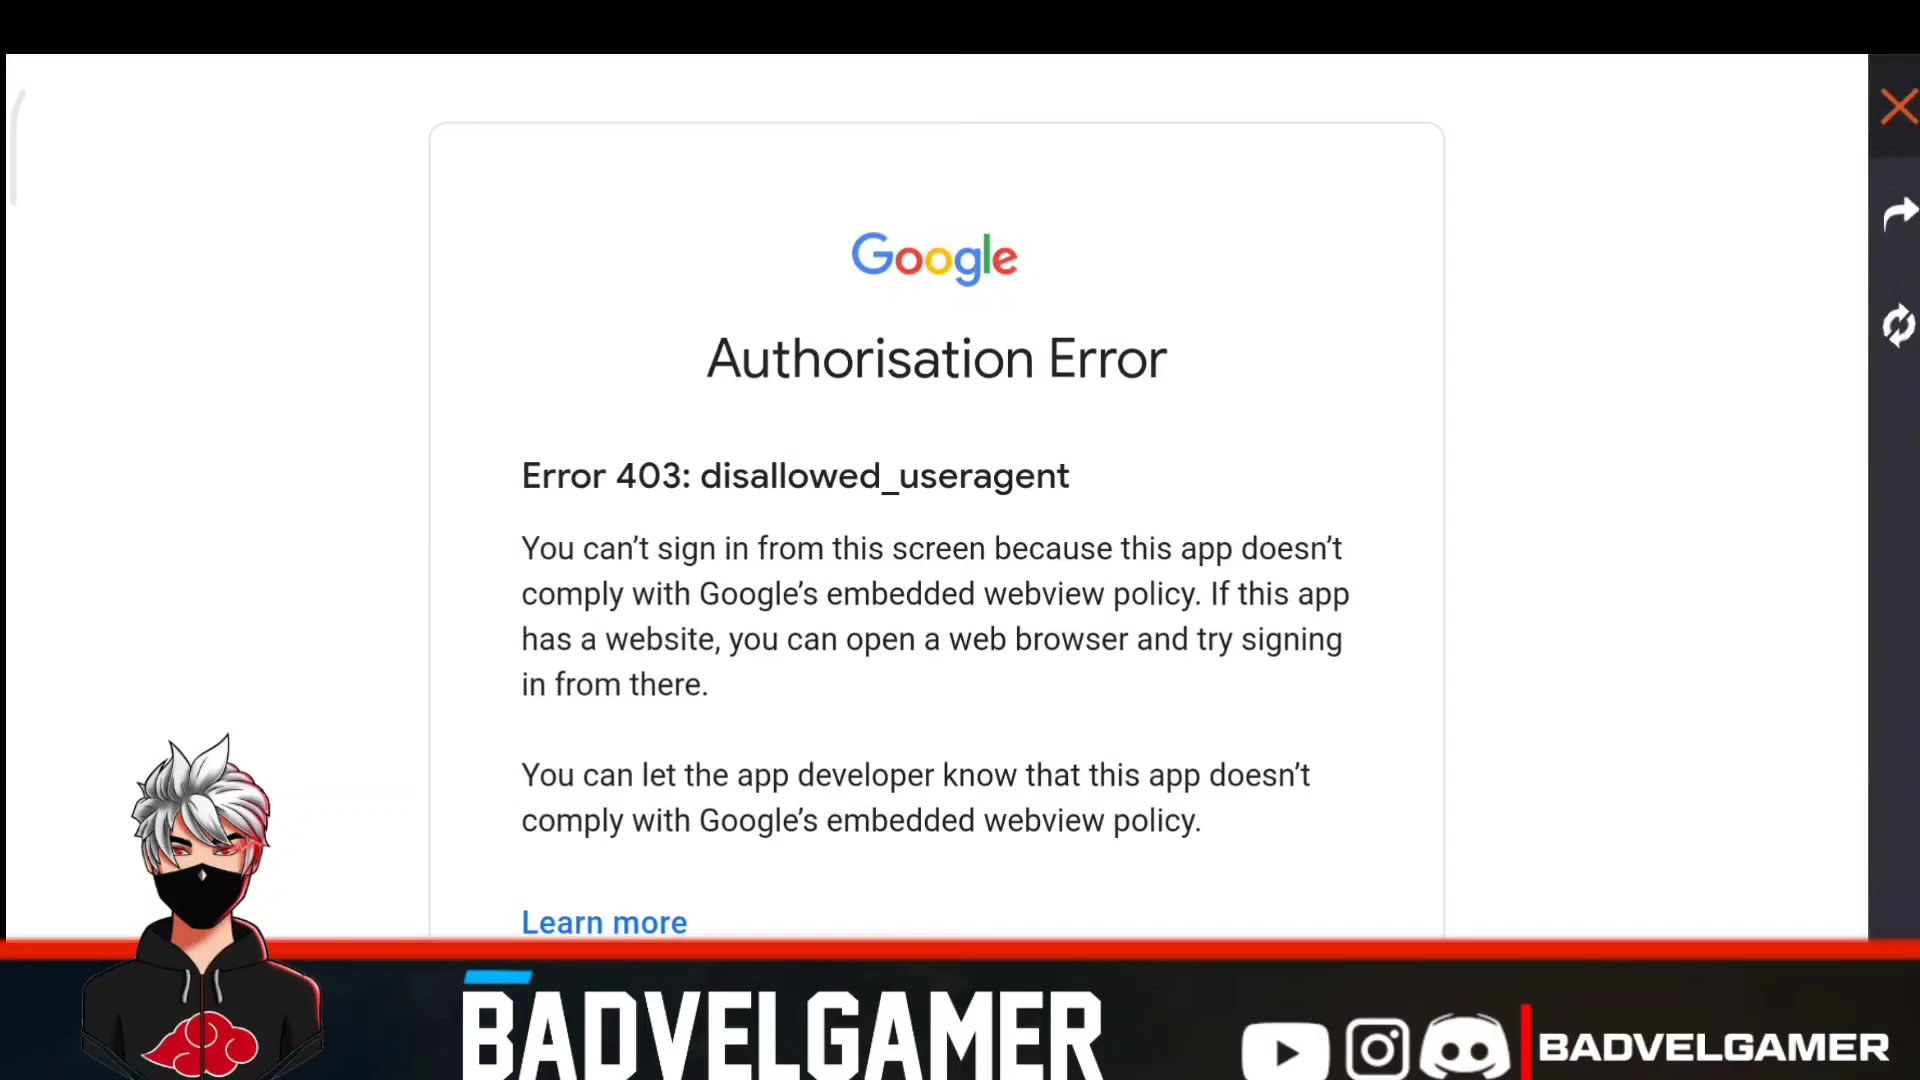 Google
Authorisation Error
Error 403: disallowed_useragent
You can’t sign in from this screen because this app doesn’t
comply with Google’s embedded webview policy. If this app
has a website, you can open a web browser and try signing
in from there.
You can let the app developer know that this app doesn’t
comply with Google’s embedded webview policy.
Learn more
BADVELGAMER
BADVELGAMER